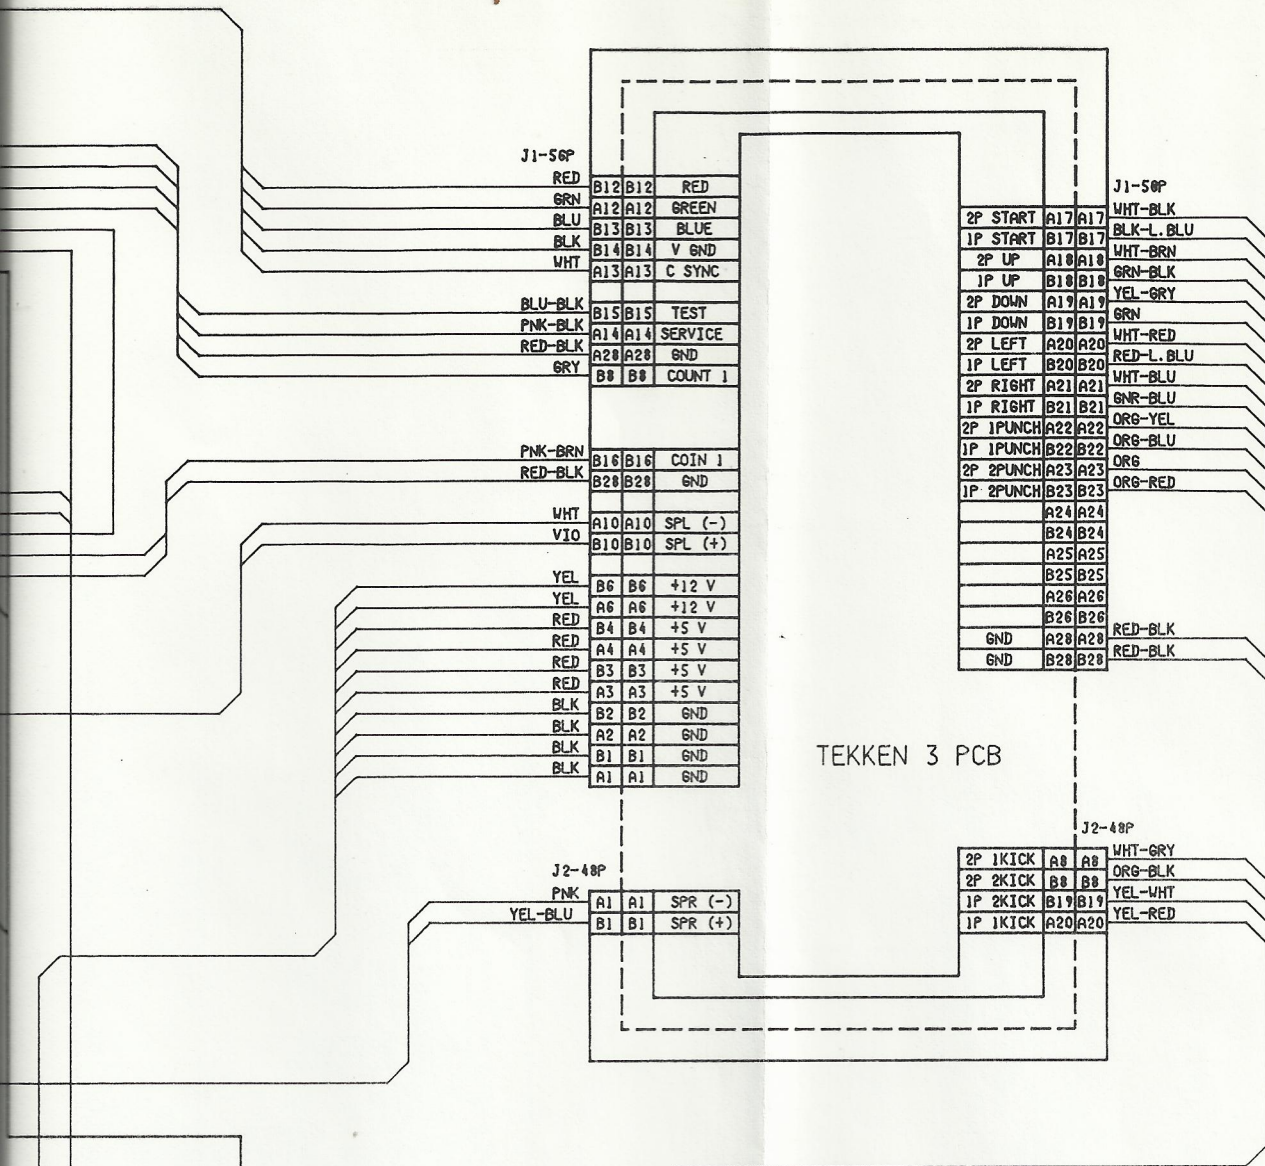 J1-56P
RED B12 B12 RED
GRN A12 A12 GREEN
BLU B13 B13 BLUE
BLK B14 B14 V GND
WHT A13 A13 C SYNC
BLU-BLK B15 B15 TEST
PNK-BLK A14 A14 SERVICE
RED-BLK A28 A28 GND
GRY B8 B8 COUNT 1
PNK-BRN B16 B16 COIN 1
RED-BLK B28 B28 GND
WHT A10 A10 SPL (-)
VIO B10 B10 SPL (+)
YEL B6 B6 +12 V
YEL A6 A6 +12 V
RED B4 B4 +5 V
RED A4 A4 +5 V
RED B3 B3 +5 V
RED A3 A3 +5 V
BLK B2 B2 GND
BLK A2 A2 GND
BLK B1 B1 GND
BLK A1 A1 GND
J2-48P
PNK A1 A1 SPR (-)
YEL-BLU B1 B1 SPR (+)
TEKKEN 3 PCB
J1-56P
2P START A17 A17 WHT-BLK
1P START B17 B17 BLK-L.BLU
2P UP A18 A18 WHT-BRN
1P UP B18 B18 GRN-BLK
2P DOWN A19 A19 YEL-GRY
1P DOWN B19 B19 GRN
2P LEFT A20 A20 WHT-RED
1P LEFT B20 B20 RED-L.BLU
2P RIGHT A21 A21 WHT-BLU
1P RIGHT B21 B21 GNR-BLU
2P 1PUNCH A22 A22 ORG-YEL
1P 1PUNCH B22 B22 ORG-BLU
2P 2PUNCH A23 A23 ORG
1P 2PUNCH B23 B23 ORG-RED
A24 A24
B24 B24
A25 A25
B25 B25
A26 A26
B26 B26
GND A28 A28 RED-BLK
GND B28 B28 RED-BLK
J2-48P
2P 1KICK A8 A8 WHT-GRY
2P 2KICK B8 B8 ORG-BLK
1P 2KICK B19 B19 YEL-WHT
1P 1KICK A20 A20 YEL-RED